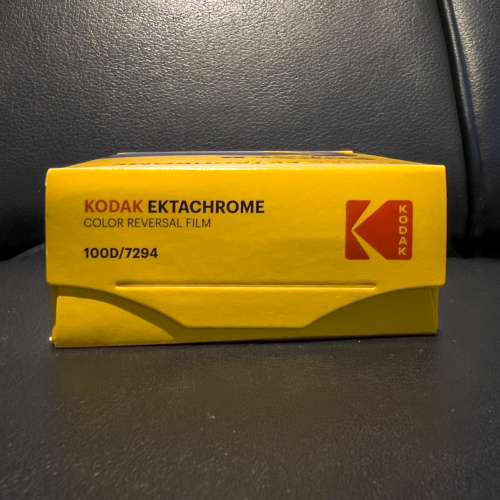 KODAK EKTACHROME
COLOR REVERSAL FILM
100D/7294
KODAK